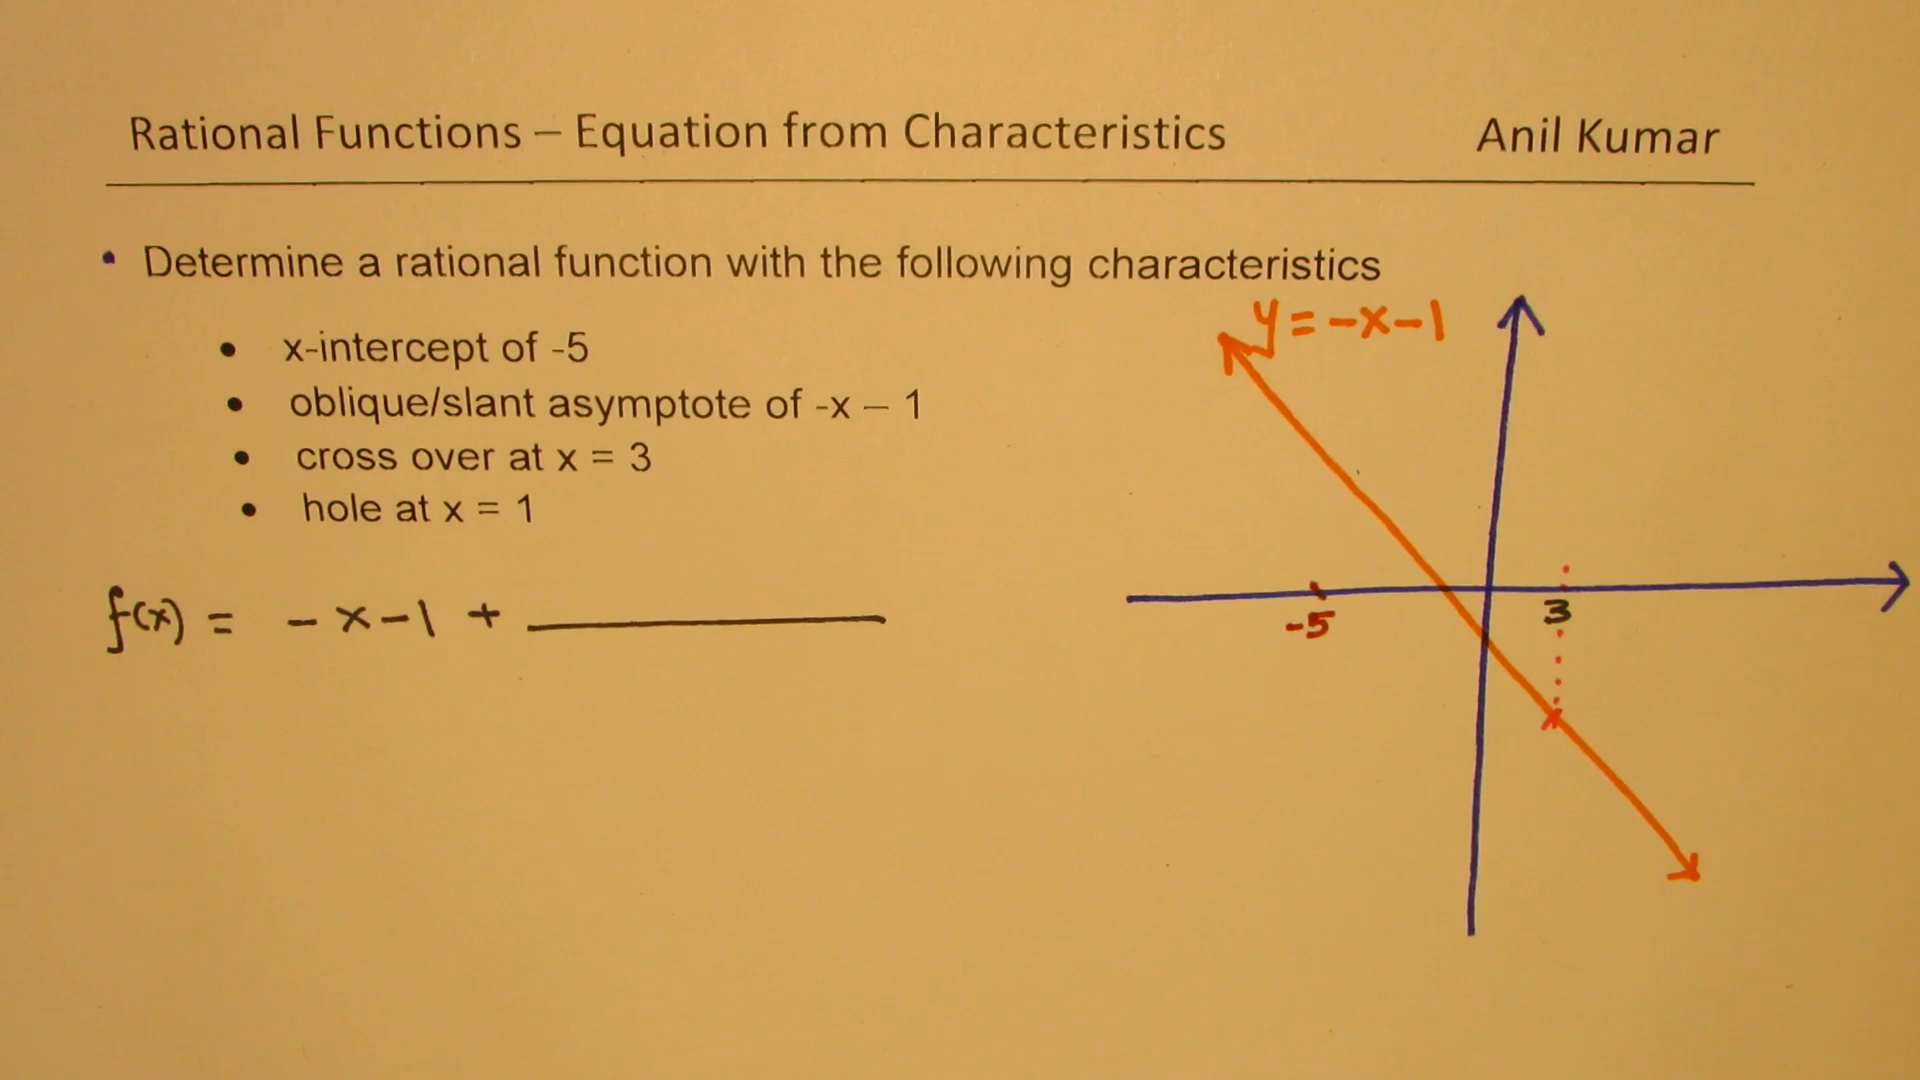 Rational Functions – Equation from Characteristics Anil Kumar
• Determine a rational function with the following characteristics
• x-intercept of -5
• oblique/slant asymptote of -x – 1
• cross over at x = 3
• hole at x = 1
y = -x-1
f(x) = -x-1 + ________
-5
3